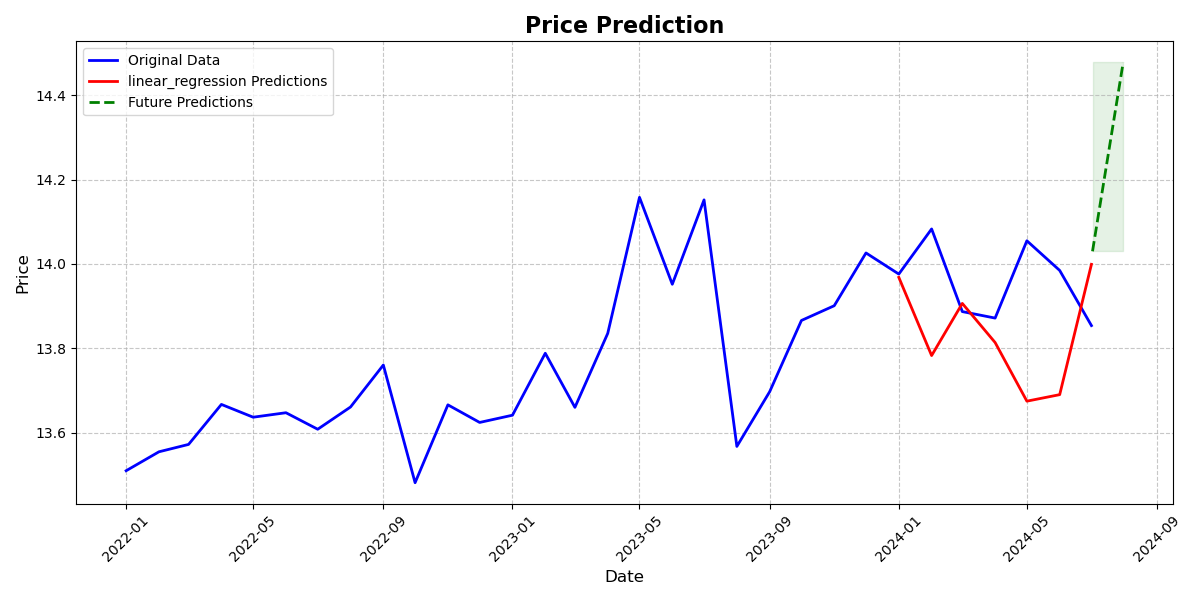 Price Prediction
Original Data
linear_regression Predictions
Future Predictions
Price
14.4
14.2
14.0
13.8
13.6
2022-01
2022-05
2022-09
2023-01
2023-05
2023-09
2024-01
2024-05
2024-09
Date